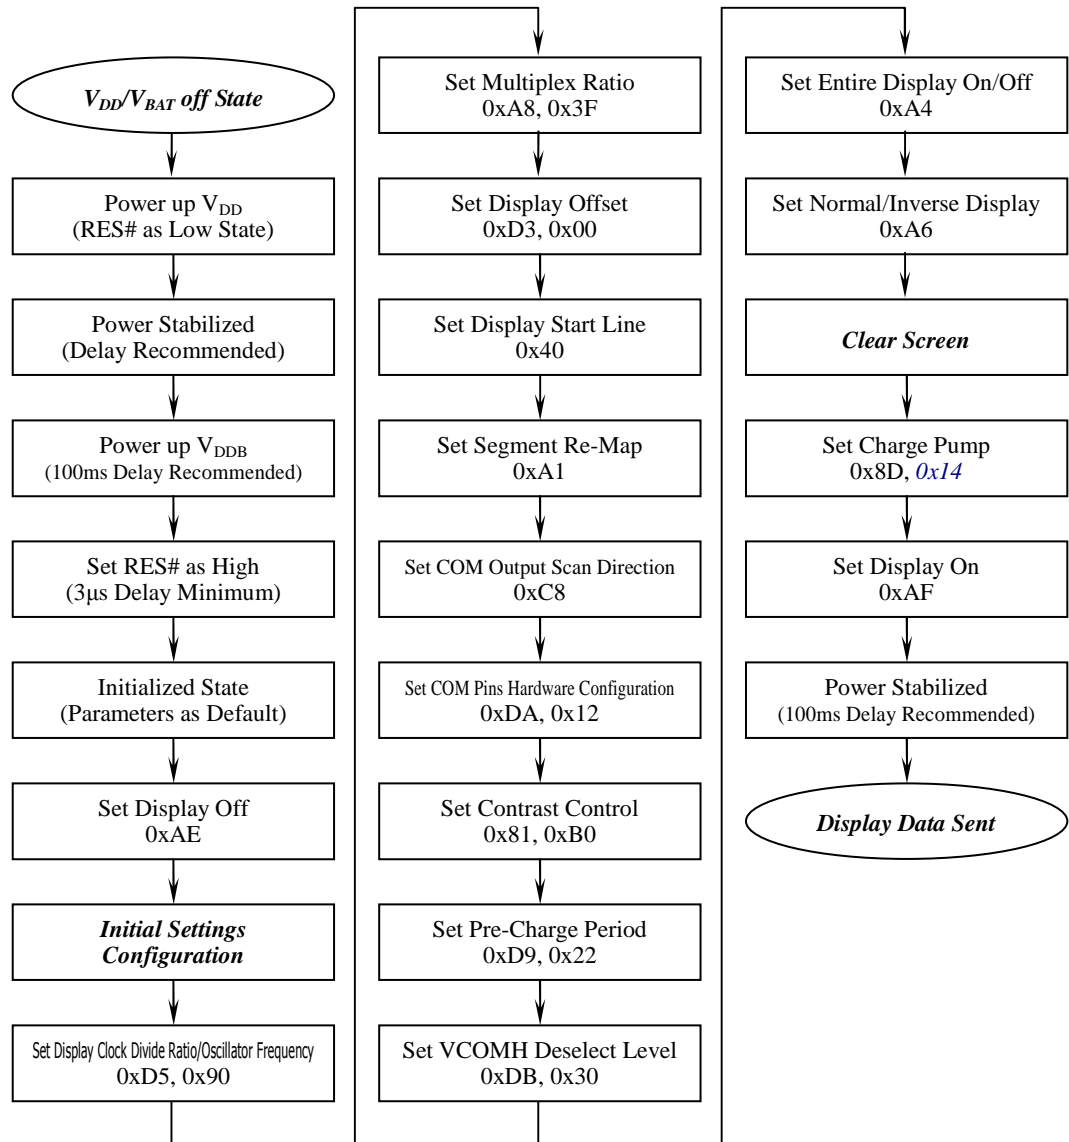 V_DD/V_BAT off State
Power up V_DD
(RES# as Low State)
Power Stabilized
(Delay Recommended)
Power up V_DDB
(100ms Delay Recommended)
Set RES# as High
(3μs Delay Minimum)
Initialized State
(Parameters as Default)
Set Display Off
0xAE
Initial Settings
Configuration
Set Display Clock Divide Ratio/Oscillator Frequency
0xD5, 0x90
Set Multiplex Ratio
0xA8, 0x3F
Set Display Offset
0xD3, 0x00
Set Display Start Line
0x40
Set Segment Re-Map
0xA1
Set COM Output Scan Direction
0xC8
Set COM Pins Hardware Configuration
0xDA, 0x12
Set Contrast Control
0x81, 0xB0
Set Pre-Charge Period
0xD9, 0x22
Set VCOMH Deselect Level
0xDB, 0x30
Set Entire Display On/Off
0xA4
Set Normal/Inverse Display
0xA6
Clear Screen
Set Charge Pump
0x8D, 0x14
Set Display On
0xAF
Power Stabilized
(100ms Delay Recommended)
Display Data Sent